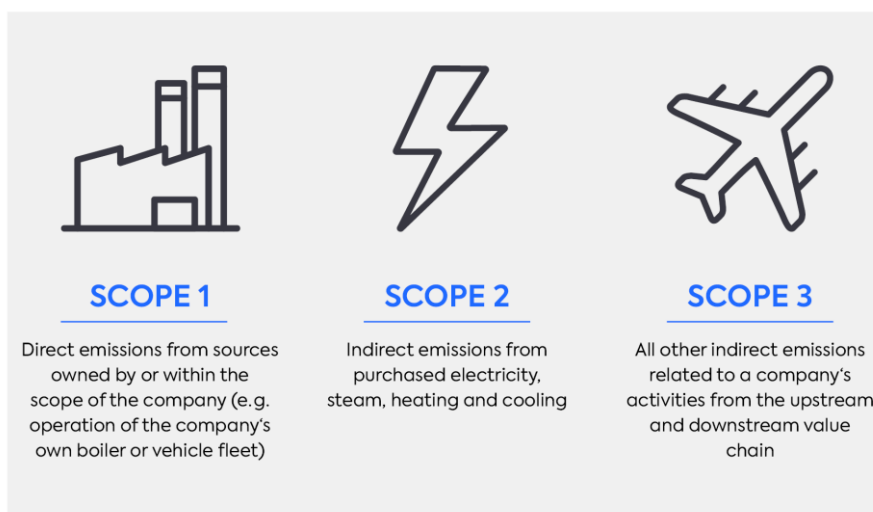 SCOPE 1
Direct emissions from sources
owned by or within the
scope of the company (e.g.
operation of the company‘s
own boiler or vehicle fleet)
SCOPE 2
Indirect emissions from
purchased electricity,
steam, heating and cooling
SCOPE 3
All other indirect emissions
related to a company‘s
activities from the upstream
and downstream value
chain